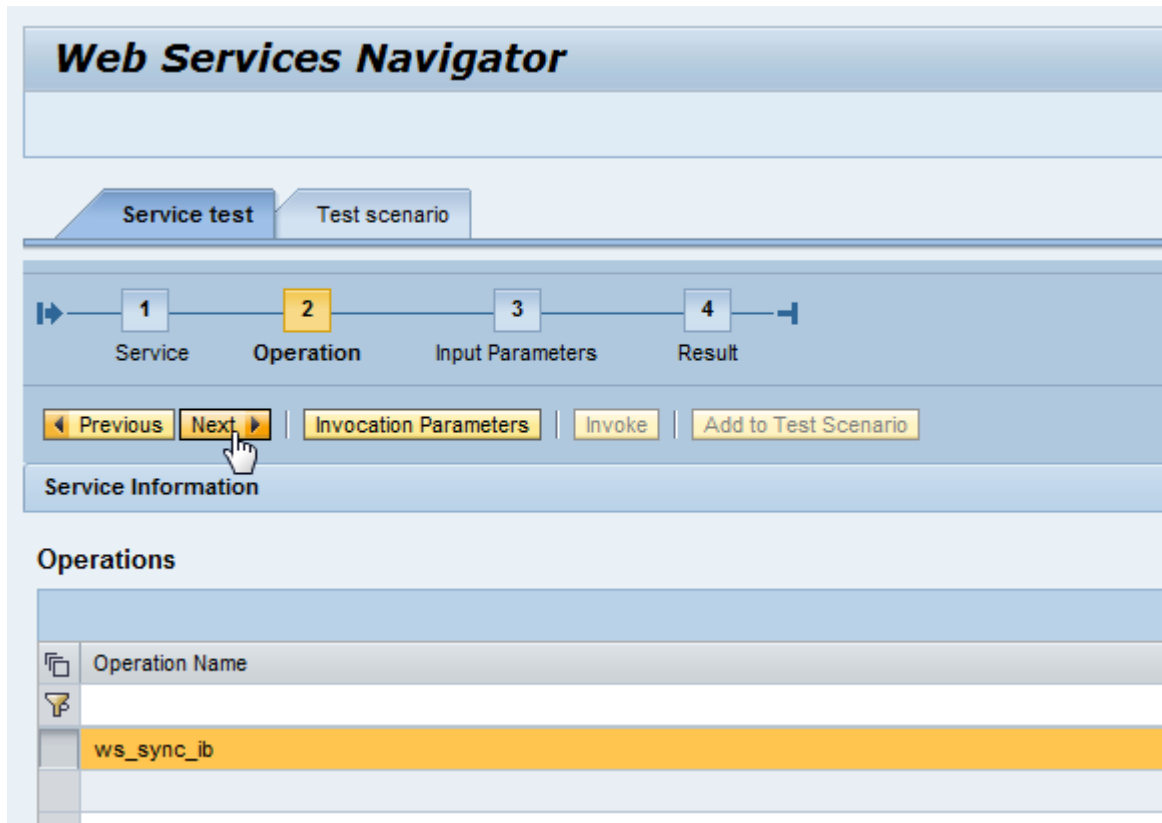 Web Services Navigator
Service test Test scenario
1 2 3 4
Service Operation Input Parameters Result
Previous Next Invocation Parameters Invoke Add to Test Scenario
Service Information
Operations
Operation Name
ws_sync_ib